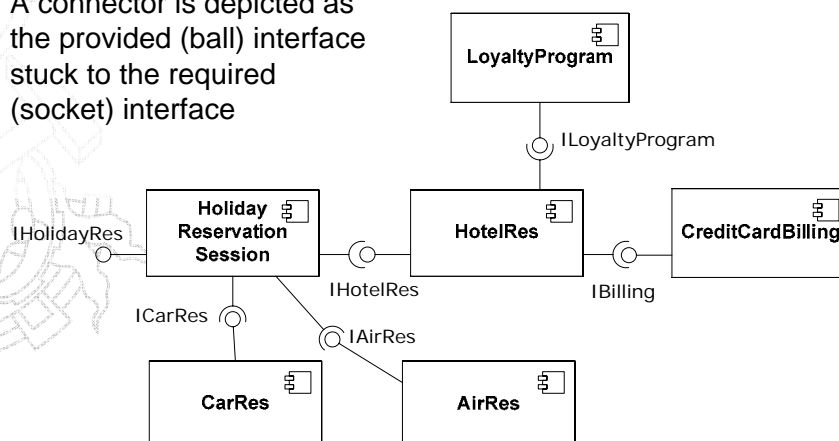 A connector is depicted as
the provided (ball) interface
stuck to the required
(socket) interface
LoyaltyProgram
ILoyaltyProgram
IHolidayRes
Holiday
Reservation
Session
HotelRes
CreditCardBilling
IHotelRes
IBilling
ICarRes
IAirRes
CarRes
AirRes